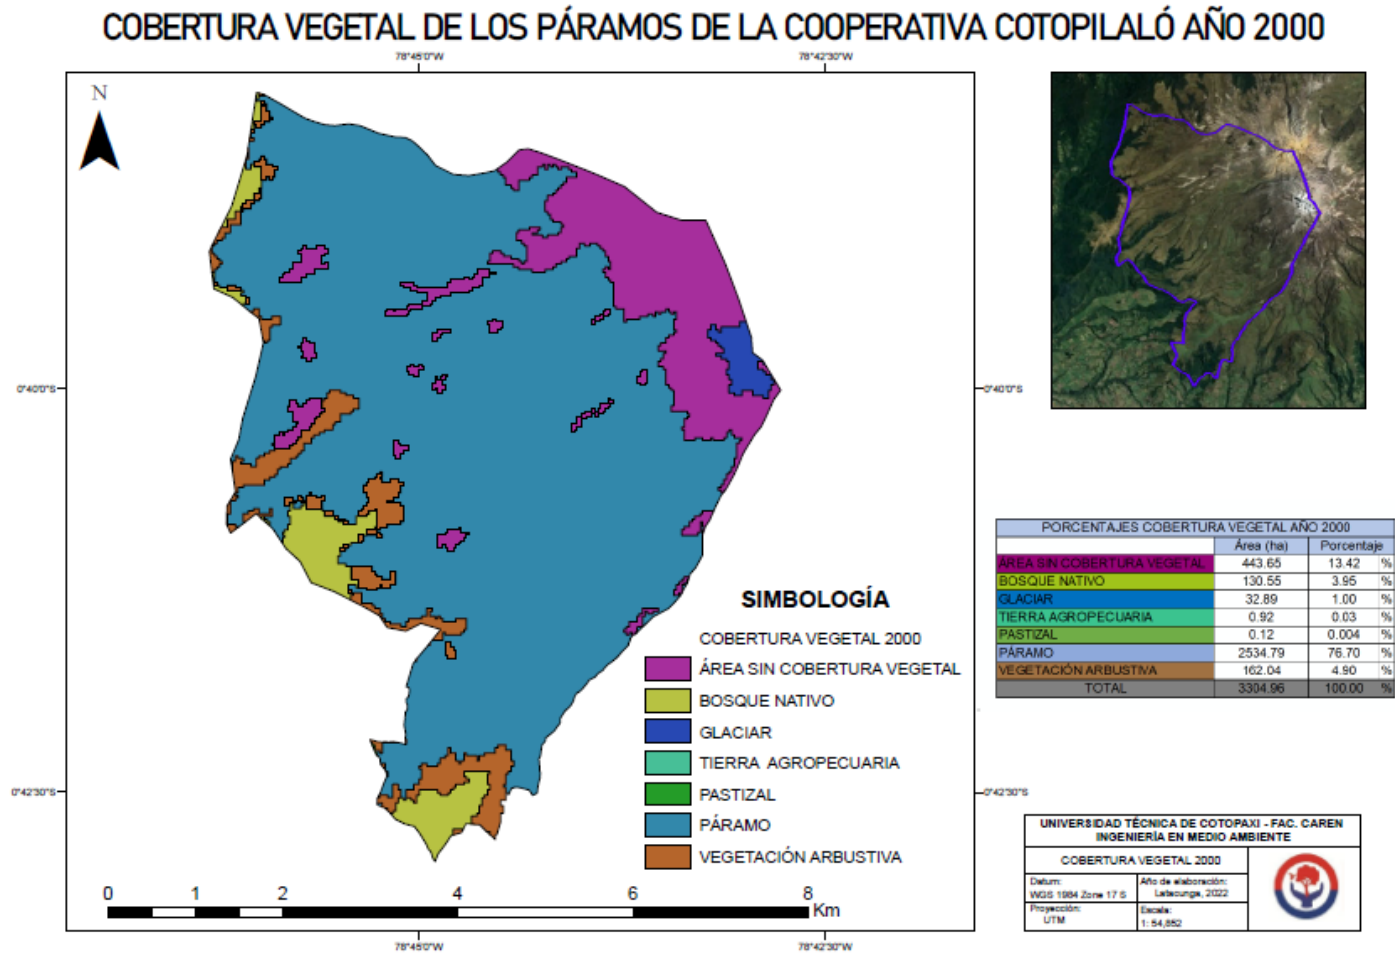 COBERTURA VEGETAL DE LOS PÁRAMOS DE LA COOPERATIVA COTOPILALÓ AÑO 2000
78°45'0"W
78°42'30"W
N
0°40'0"S
0°40'0"S
SIMBOLOGÍA
COBERTURA VEGETAL 2000
ÁREA SIN COBERTURA VEGETAL
BOSQUE NATIVO
GLACIAR
TIERRA AGROPECUARIA
PASTIZAL
PÁRAMO
VEGETACIÓN ARBUSTIVA
0°42'30"S
0°42'30"S
0 1 2 4 6 8
Km
78°45'0"W
78°42'30"W
PORCENTAJES COBERTURA VEGETAL AÑO 2000
Área (ha) Porcentaje
ÁREA SIN COBERTURA VEGETAL 443.65 13.42 %
BOSQUE NATIVO 130.55 3.95 %
GLACIAR 32.89 1.00 %
TIERRA AGROPECUARIA 0.92 0.03 %
PASTIZAL 0.12 0.004 %
PÁRAMO 2534.79 76.70 %
VEGETACIÓN ARBUSTIVA 162.04 4.90 %
TOTAL 3304.96 100.00 %
UNIVERSIDAD TÉCNICA DE COTOPAXI - FAC. CAREN
INGENIERÍA EN MEDIO AMBIENTE
COBERTURA VEGETAL 2000
Datum:
WGS 1984 Zone 17 S
Año de elaboración:
Latacunga, 2022
Proyección:
UTM
Escala:
1: 54,852